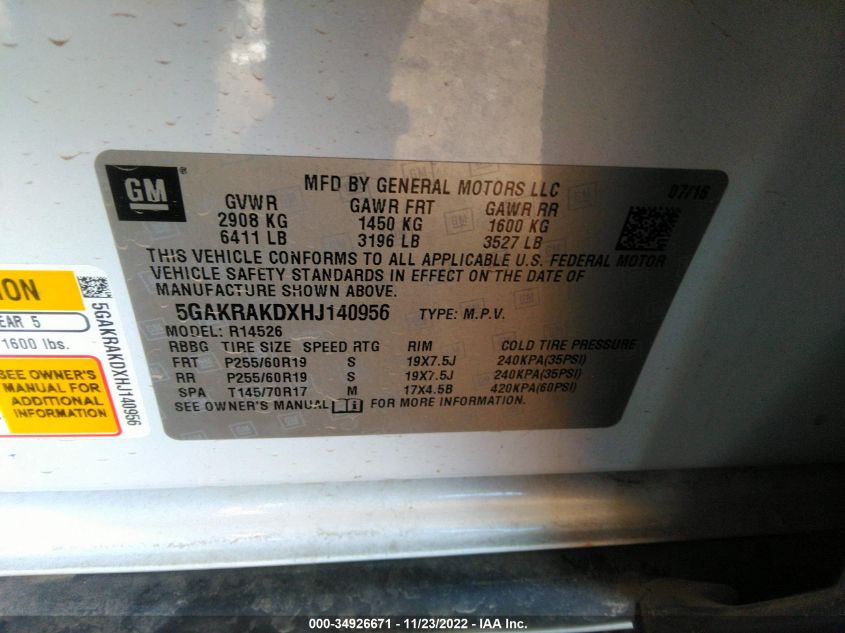 GM ®
MFD BY GENERAL MOTORS LLC 07/16
GVWR GAWR FRT GAWR RR
2908 KG 1450 KG 1600 KG
6411 LB 3196 LB 3527 LB
THIS VEHICLE CONFORMS TO ALL APPLICABLE U.S. FEDERAL MOTOR
VEHICLE SAFETY STANDARDS IN EFFECT ON THE DATE OF
MANUFACTURE SHOWN ABOVE.
5GAKRAKDXHJ140956 TYPE: M.P.V.
MODEL: R14526
RBBG TIRE SIZE SPEED RTG RIM COLD TIRE PRESSURE
FRT P255/60R19 S 19X7.5J 240KPA(35PSI)
RR P255/60R19 S 19X7.5J 240KPA(35PSI)
SPA T145/70R17 M 17X4.5B 420KPA(60PSI)
SEE OWNER'S MANUAL i FOR MORE INFORMATION.
ION
EAR 5
1600 lbs.
SEE OWNER'S
MANUAL FOR
ADDITIONAL
INFORMATION
5GAKRAKDXHJ140956
000-34926671 - 11/23/2022 - IAA Inc.